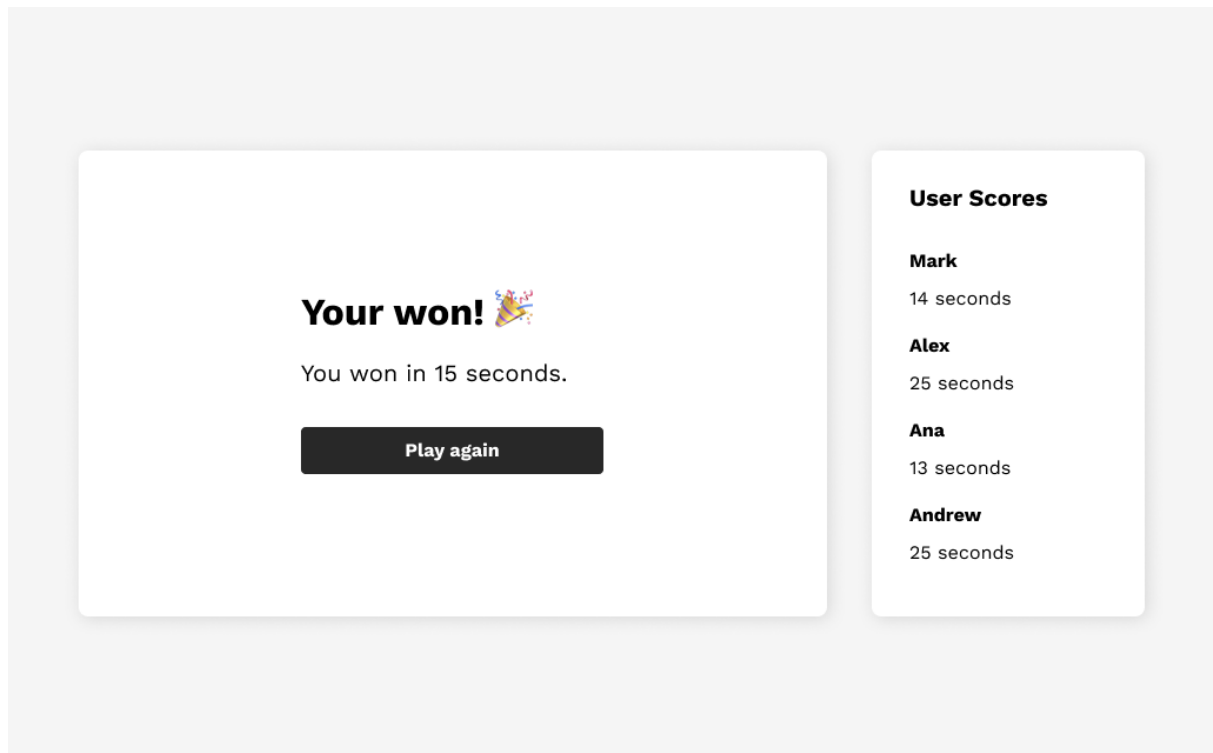 Your won! 🎉
You won in 15 seconds.
Play again
User Scores
Mark
14 seconds
Alex
25 seconds
Ana
13 seconds
Andrew
25 seconds